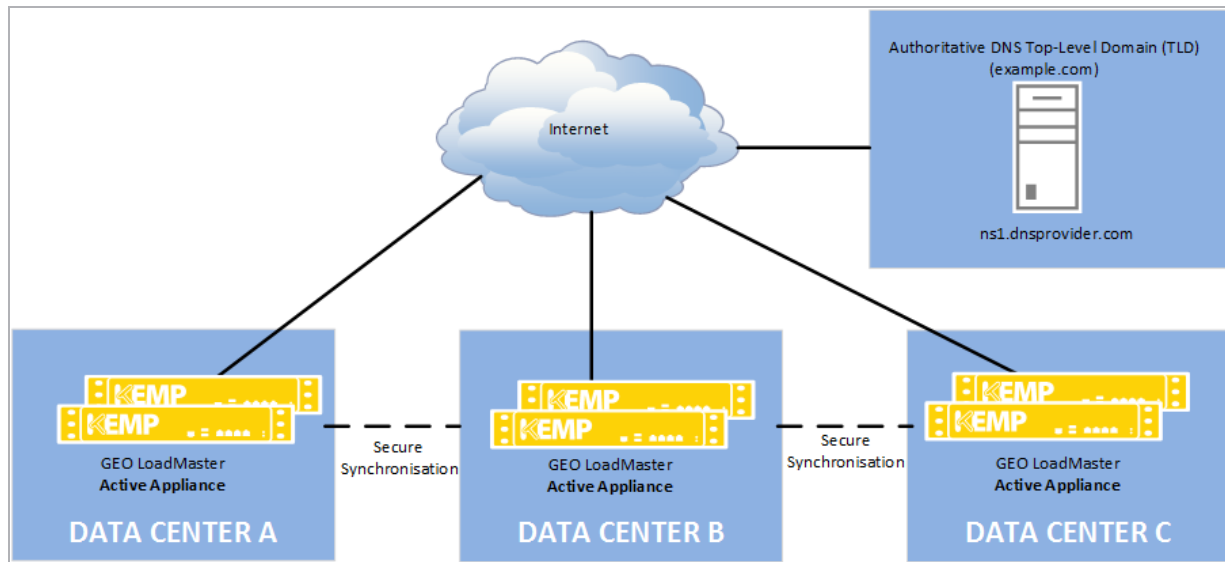 Authoritative DNS Top-Level Domain (TLD)
(example.com)
Internet
ns1.dnsprovider.com
KEMP
KEMP
GEO LoadMaster
Active Appliance
DATA CENTER A
Secure
Synchronisation
KEMP
KEMP
GEO LoadMaster
Active Appliance
DATA CENTER B
Secure
Synchronisation
KEMP
KEMP
GEO LoadMaster
Active Appliance
DATA CENTER C